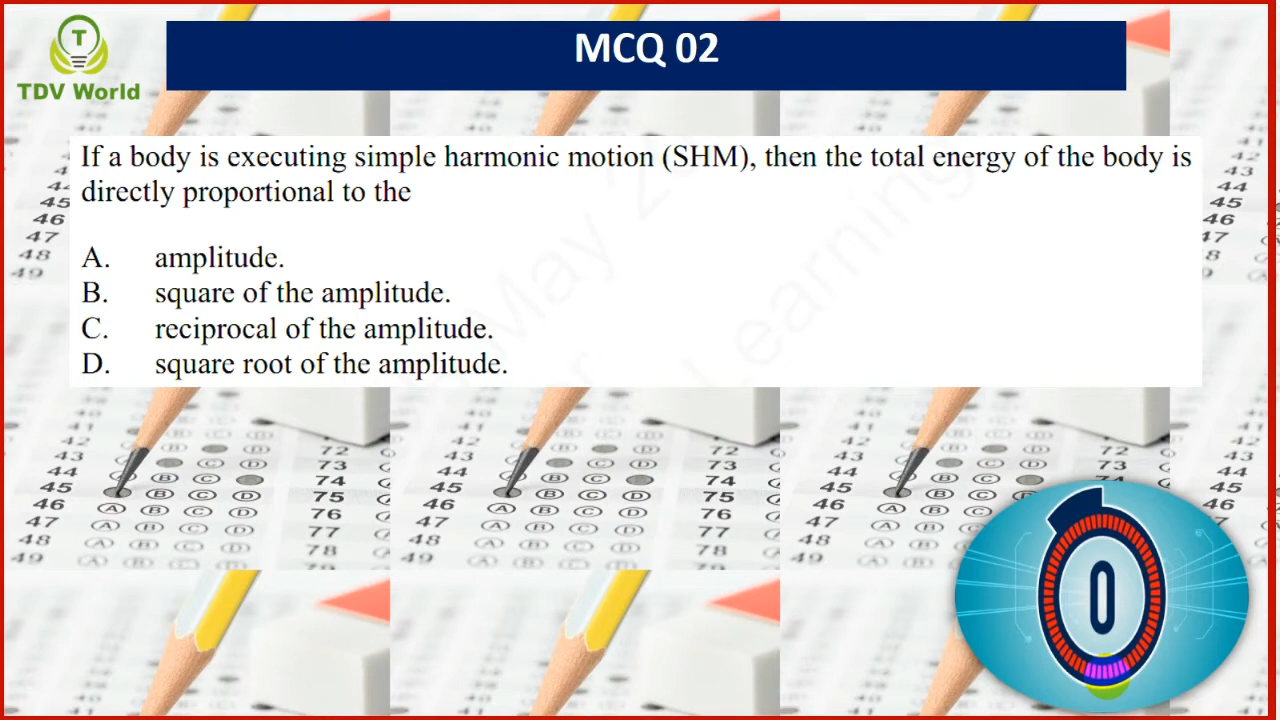 T
TDV World
MCQ 02
If a body is executing simple harmonic motion (SHM), then the total energy of the body is
directly proportional to the
A. amplitude.
B. square of the amplitude.
C. reciprocal of the amplitude.
D. square root of the amplitude.
0